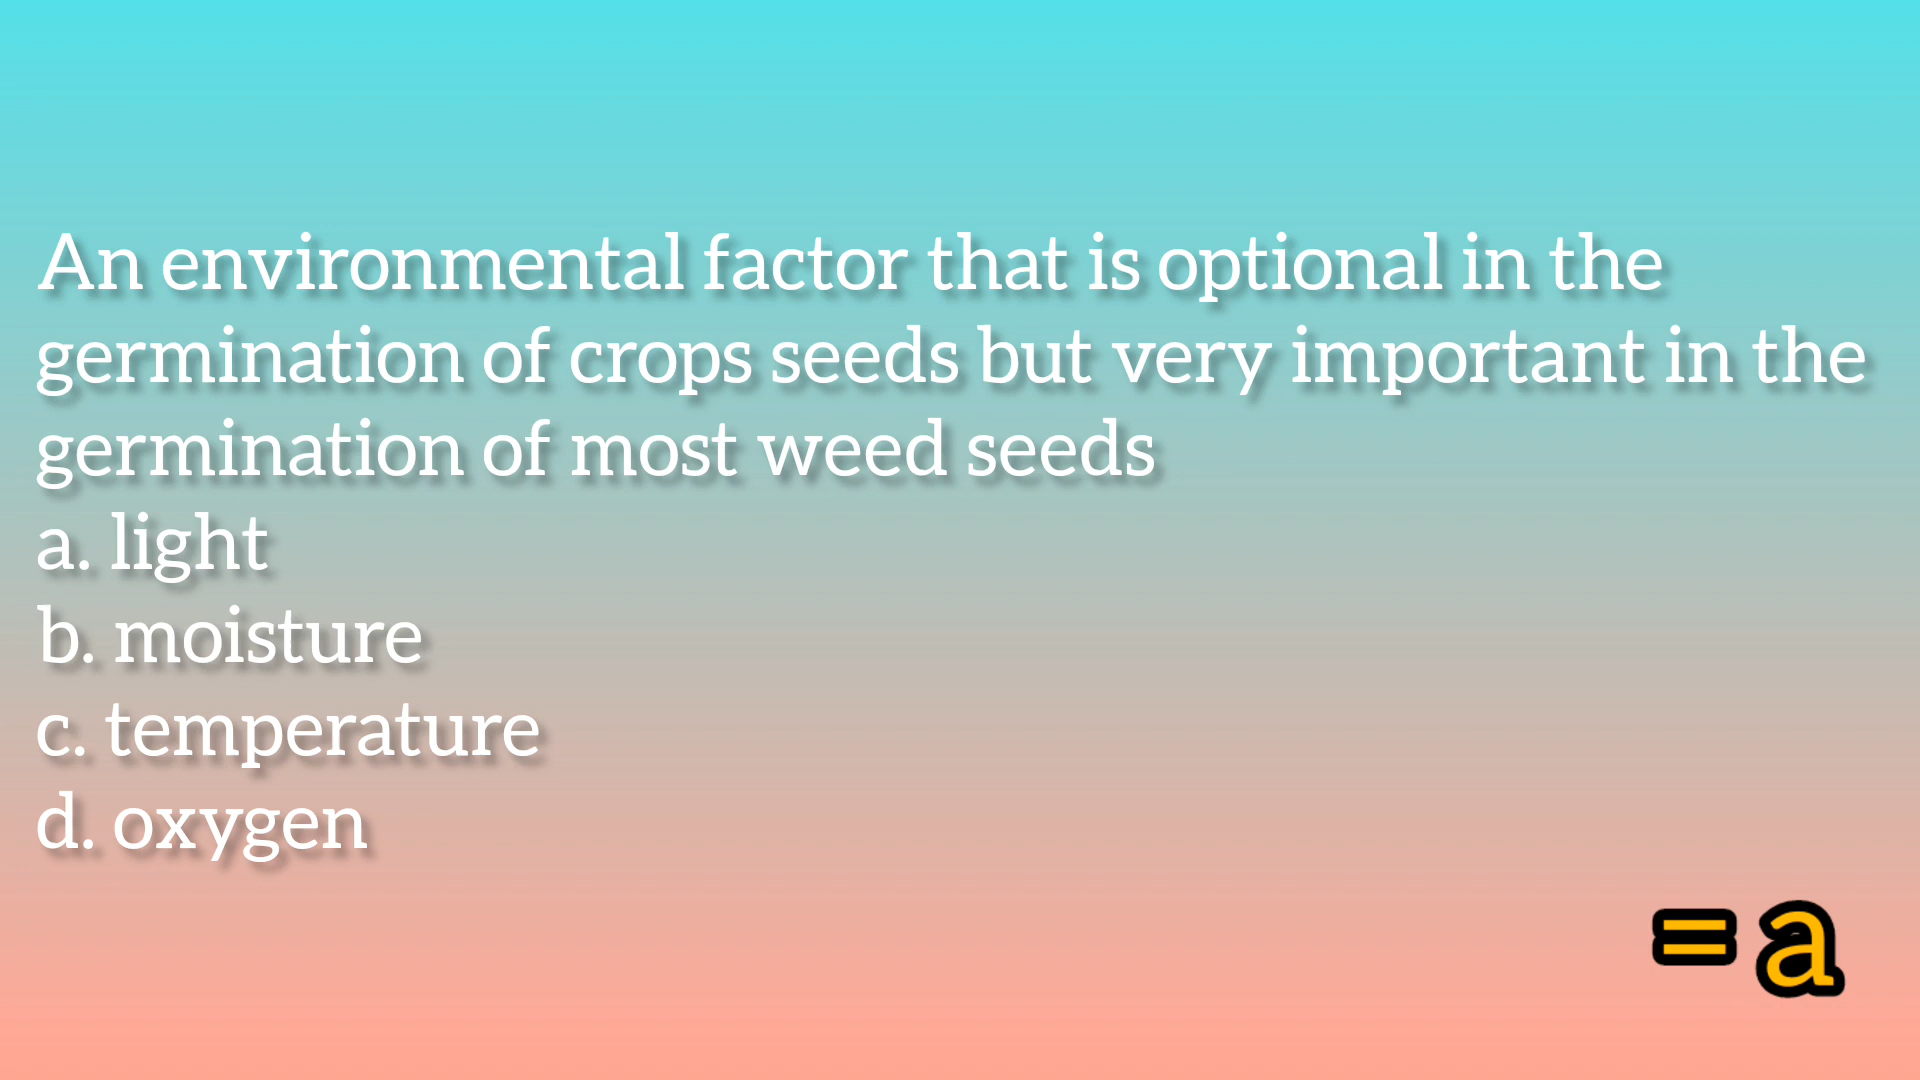 An environmental factor that is optional in the
germination of crops seeds but very important in the
germination of most weed seeds
a. light
b. moisture
c. temperature
d. oxygen
= a